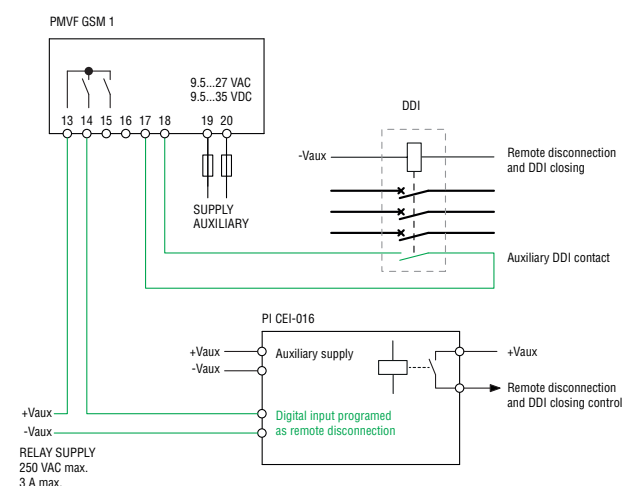 PMVF GSM 1
9.5...27 VAC
9.5...35 VDC
13 14 15 16 17 18 19 20
SUPPLY
AUXILIARY
DDI
-Vaux
Remote disconnection
and DDI closing
Auxiliary DDI contact
PI CEI-016
+Vaux
-Vaux
Auxiliary supply
+Vaux
Remote disconnection
and DDI closing control
Digital input programed
as remote disconnection
+Vaux
-Vaux
RELAY SUPPLY
250 VAC max.
3 A max.